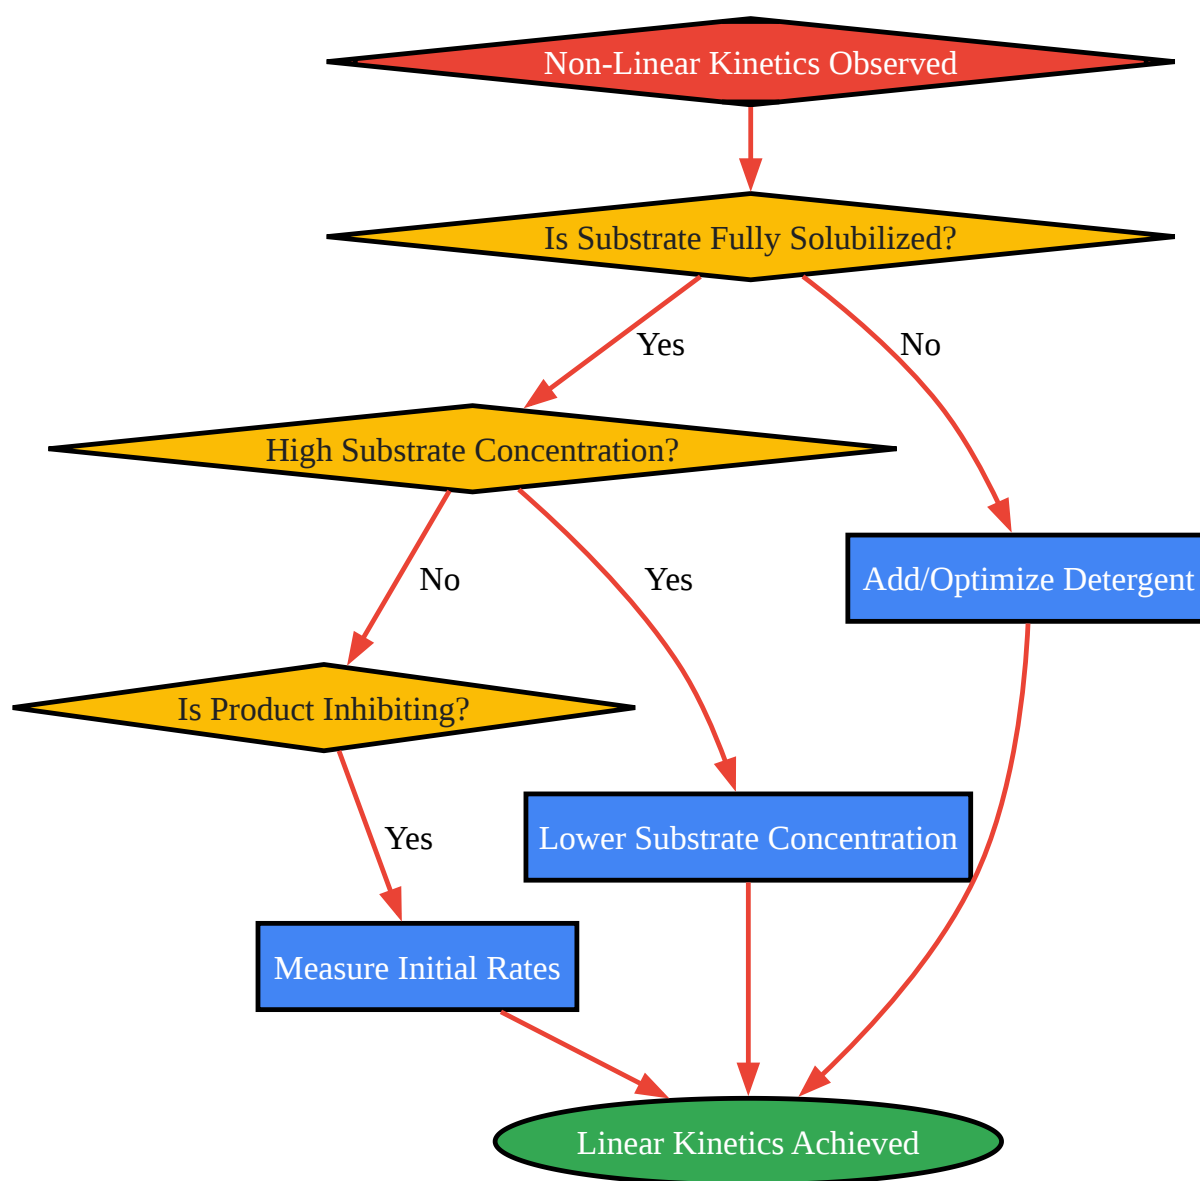 Non-Linear Kinetics Observed
Is Substrate Fully Solubilized?
Yes
No
High Substrate Concentration?
No
Yes
Add/Optimize Detergent
Is Product Inhibiting?
Yes
Lower Substrate Concentration
Measure Initial Rates
Linear Kinetics Achieved